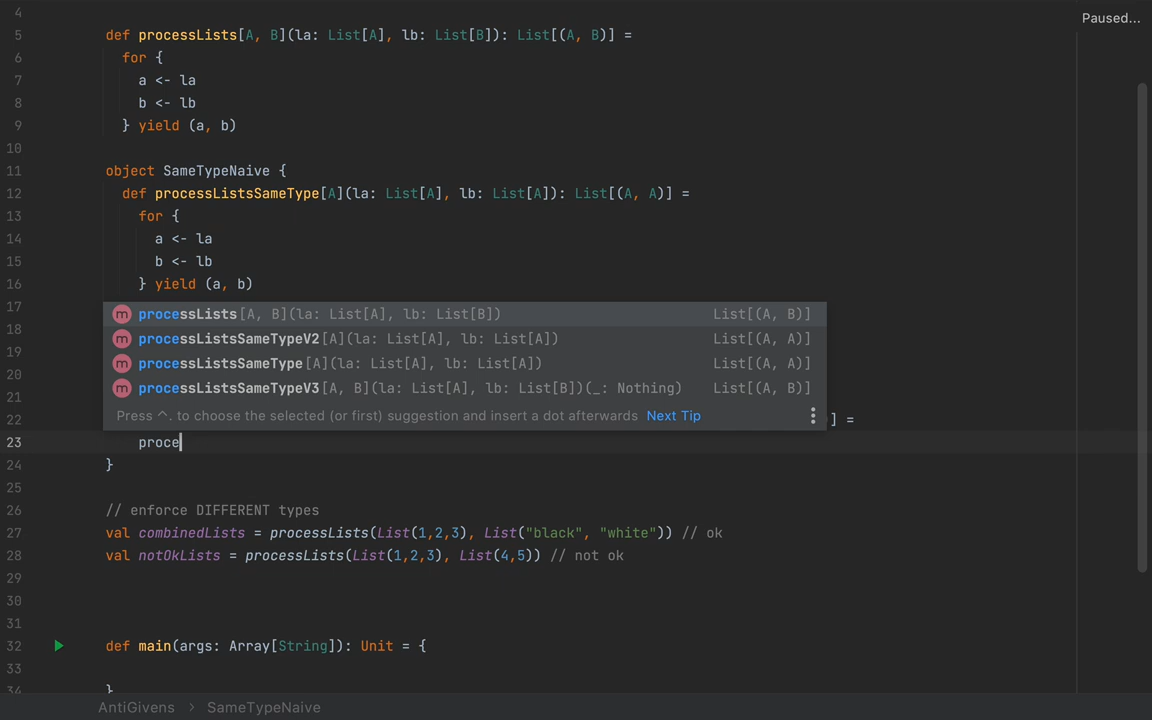 Paused...
4
5 def processLists[A, B](la: List[A], lb: List[B]): List[(A, B)] =
6 for {
7 a <- la
8 b <- lb
9 } yield (a, b)
10
11 object SameTypeNaive {
12 def processListsSameType[A](la: List[A], lb: List[A]): List[(A, A)] =
13 for {
14 a <- la
15 b <- lb
16 } yield (a, b)
17
processLists[A, B](la: List[A], lb: List[B]) List[(A, B)]
18
processListsSameTypeV2[A](la: List[A], lb: List[A]) List[(A, A)]
19
processListsSameType[A](la: List[A], lb: List[A]) List[(A, A)]
20
processListsSameTypeV3[A, B](la: List[A], lb: List[B])(_: Nothing) List[(A, B)]
21
Press ^. to choose the selected (or first) suggestion and insert a dot afterwards Next Tip
22 ] =
23 proce
24 }
25
26 // enforce DIFFERENT types
27 val combinedLists = processLists(List(1,2,3), List("black", "white")) // ok
28 val notOkLists = processLists(List(1,2,3), List(4,5)) // not ok
29
30
31
32 def main(args: Array[String]): Unit = {
33
34 }
AntiGivens > SameTypeNaive